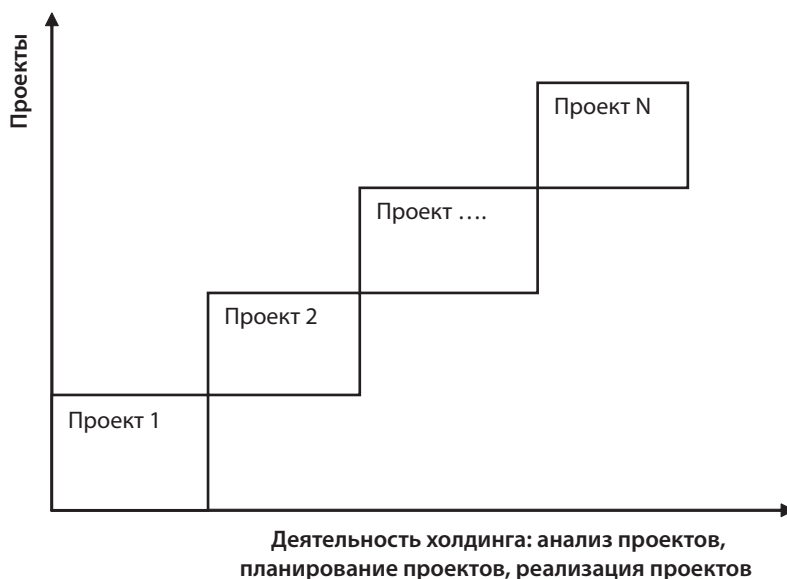 Проекты
Проект N
Проект ....
Проект 2
Проект 1
Деятельность холдинга: анализ проектов,
планирование проектов, реализация проектов